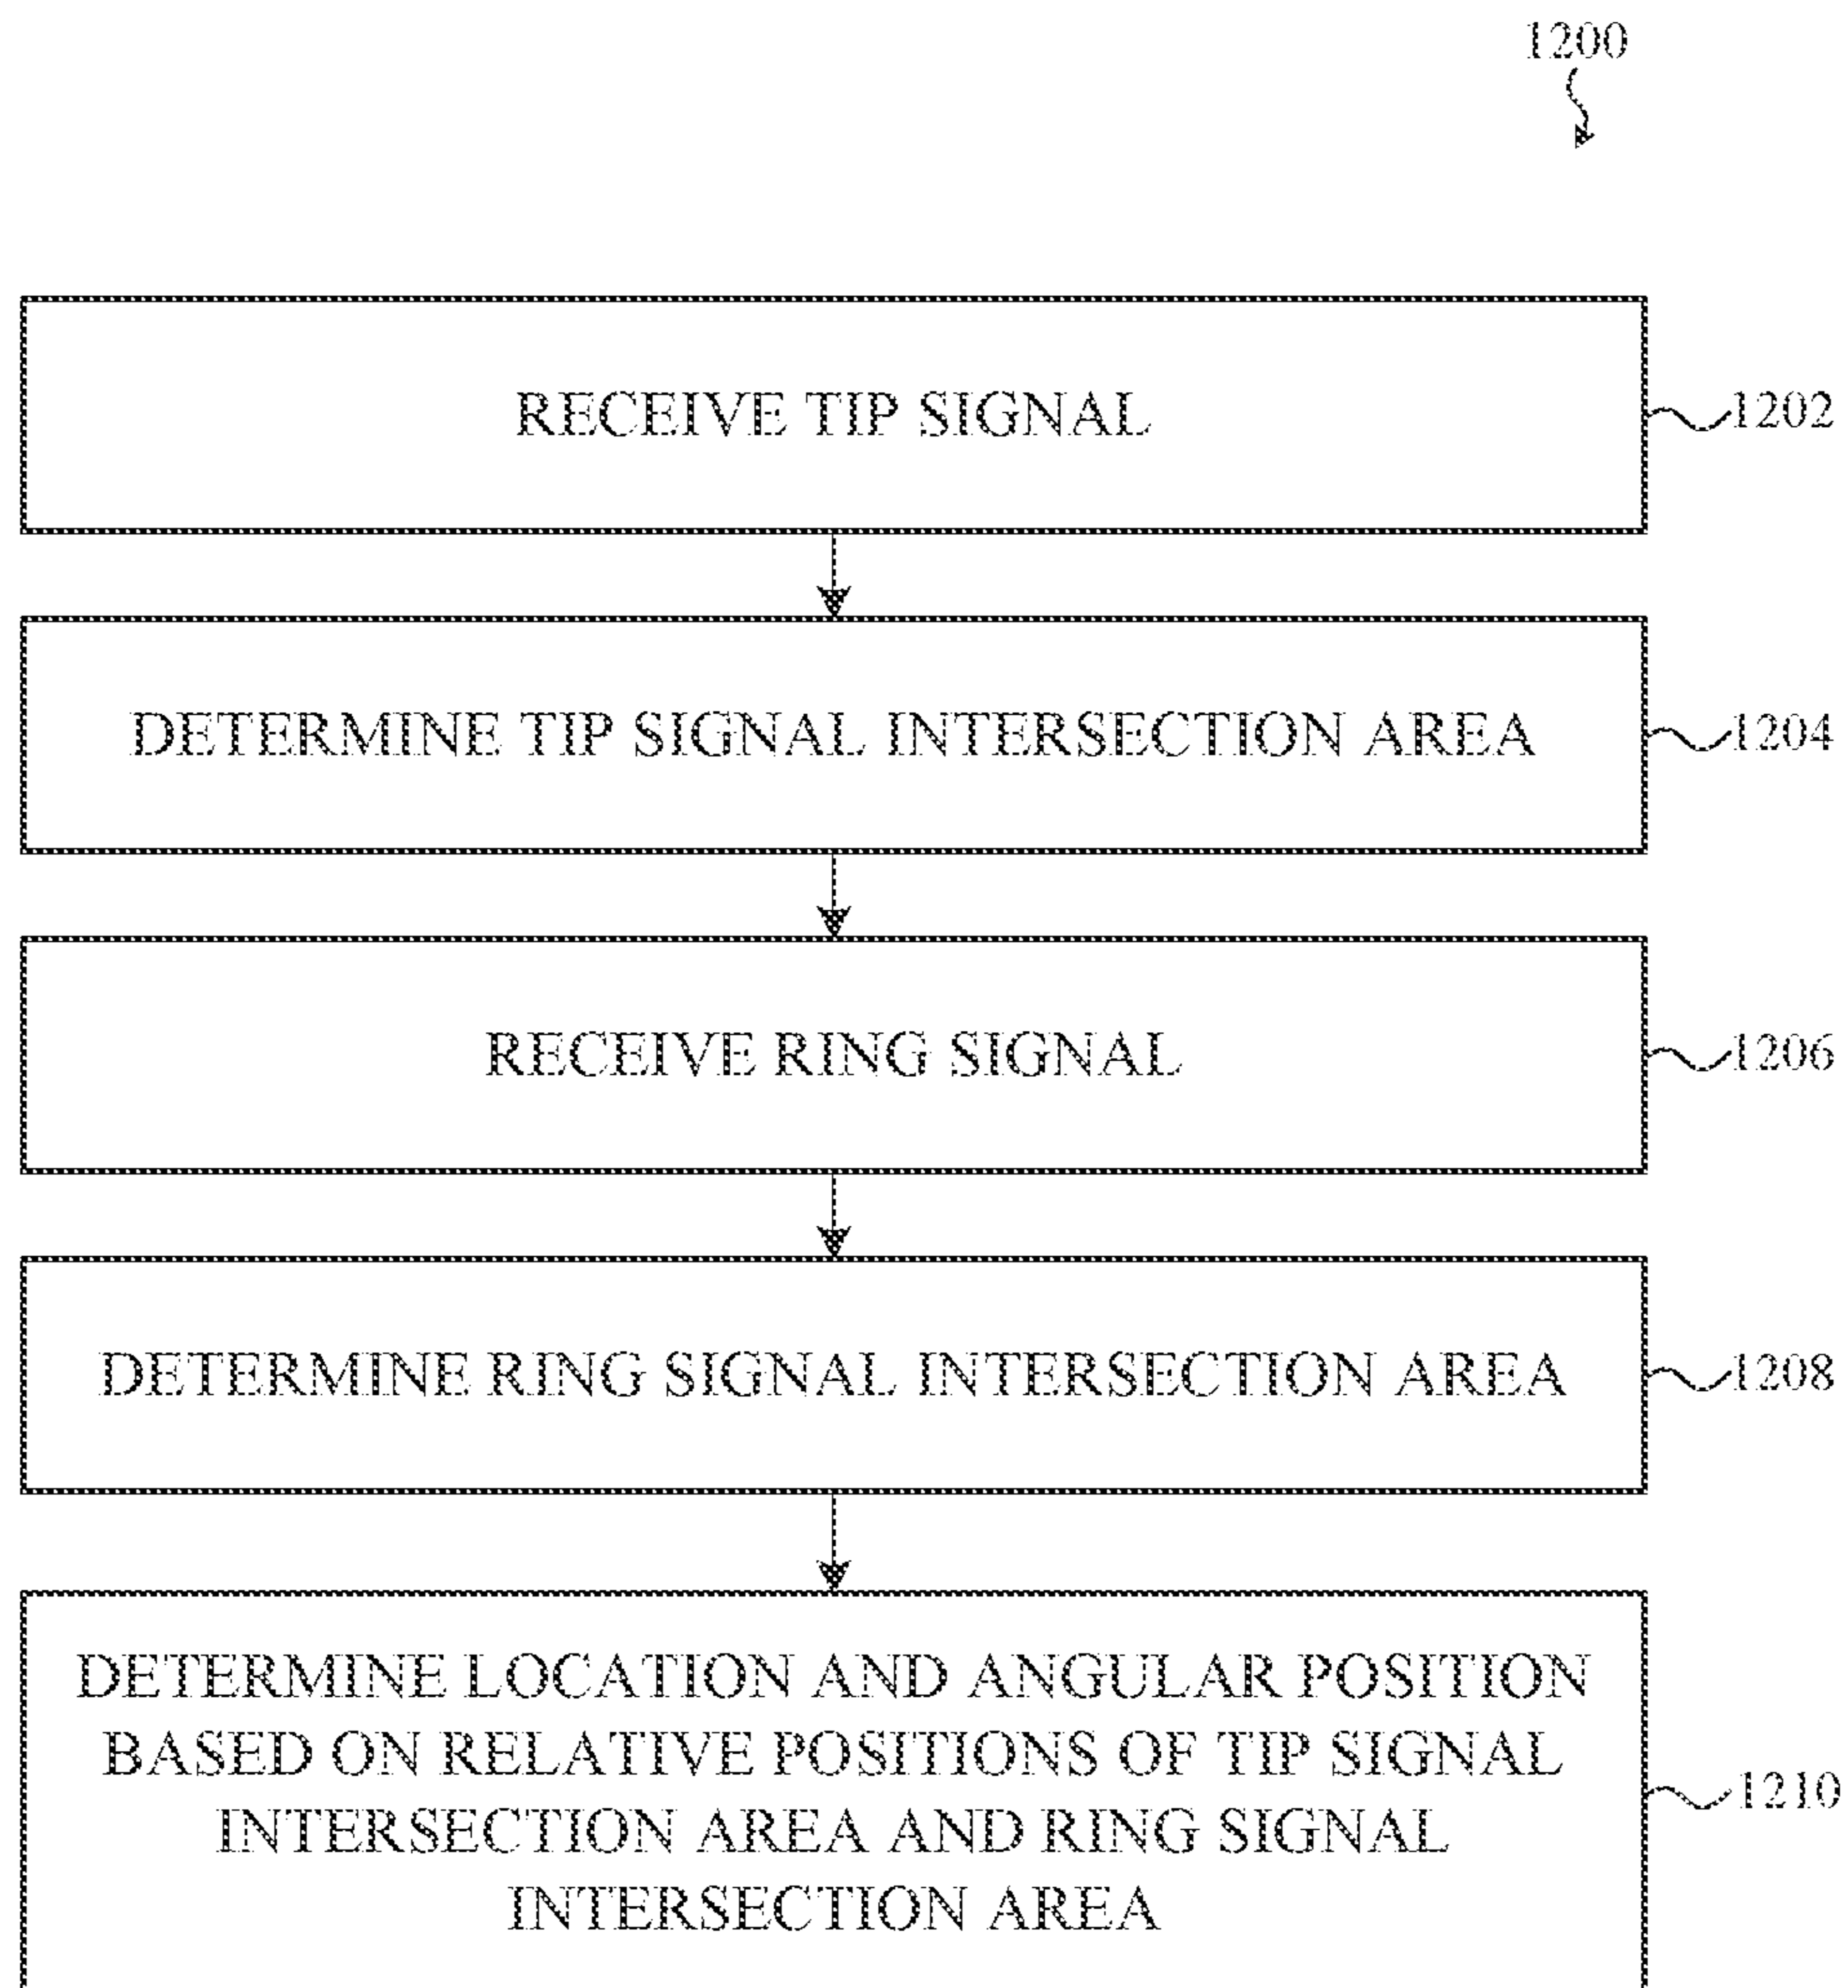 1200
RECEIVE TIP SIGNAL
1202
DETERMINE TIP SIGNAL INTERSECTION AREA
1204
RECEIVE RING SIGNAL
1206
DETERMINE RING SIGNAL INTERSECTION AREA
1208
DETERMINE LOCATION AND ANGULAR POSITION
BASED ON RELATIVE POSITIONS OF TIP SIGNAL
INTERSECTION AREA AND RING SIGNAL
INTERSECTION AREA
1210